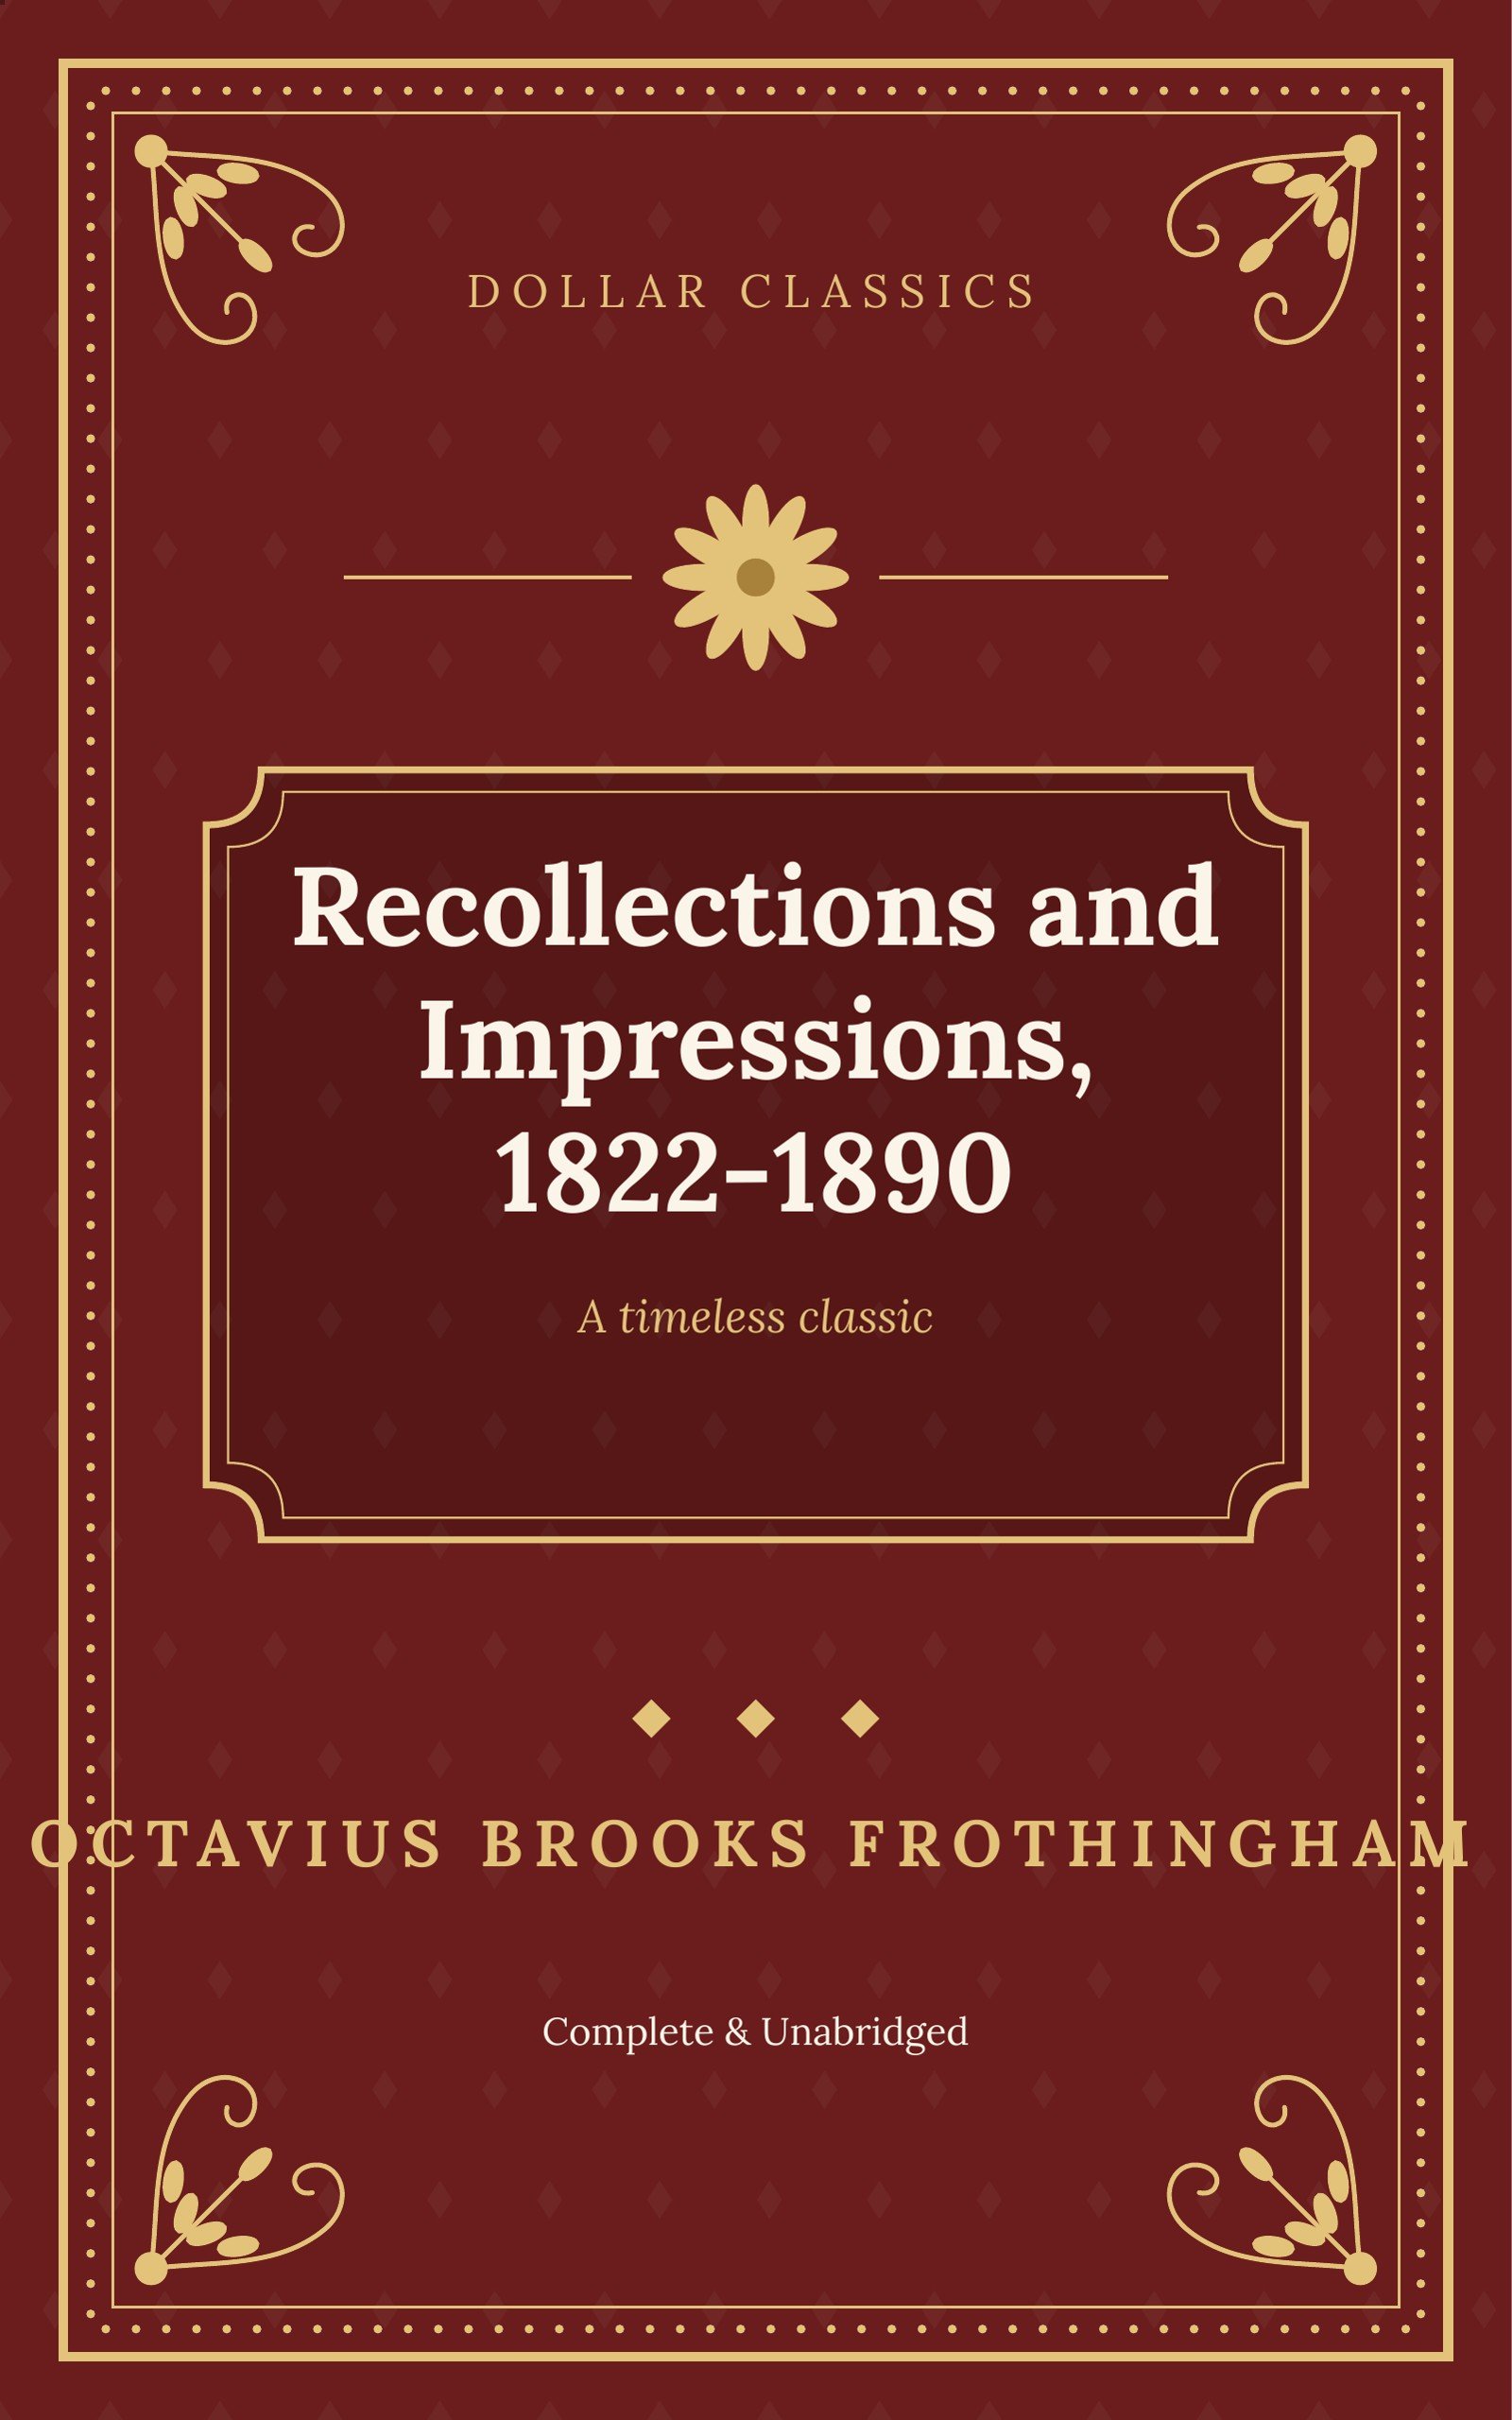 DOLLAR CLASSICS
Recollections and
Impressions,
1822-1890
A timeless classic
OCTAVIUS BROOKS FROTHINGHAM
Complete & Unabridged